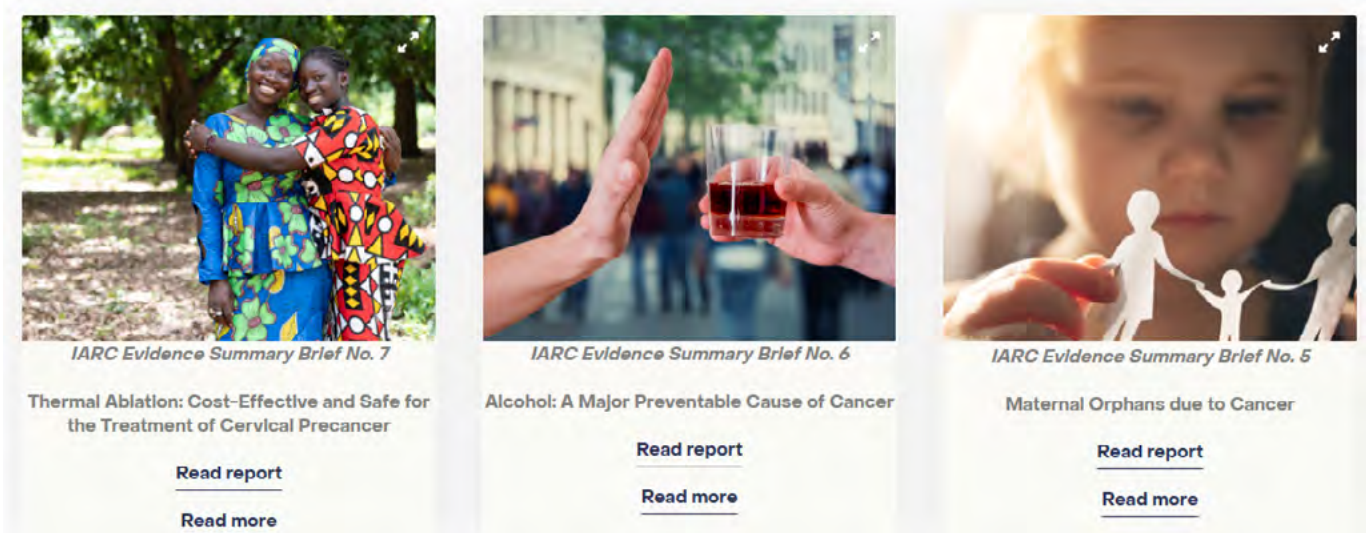 IARC Evidence Summary Brief No. 7
Thermal Ablation: Cost-Effective and Safe for
the Treatment of Cervical Precancer
Read report
Read more
IARC Evidence Summary Brief No. 6
Alcohol: A Major Preventable Cause of Cancer
Read report
Read more
IARC Evidence Summary Brief No. 5
Maternal Orphans due to Cancer
Read report
Read more